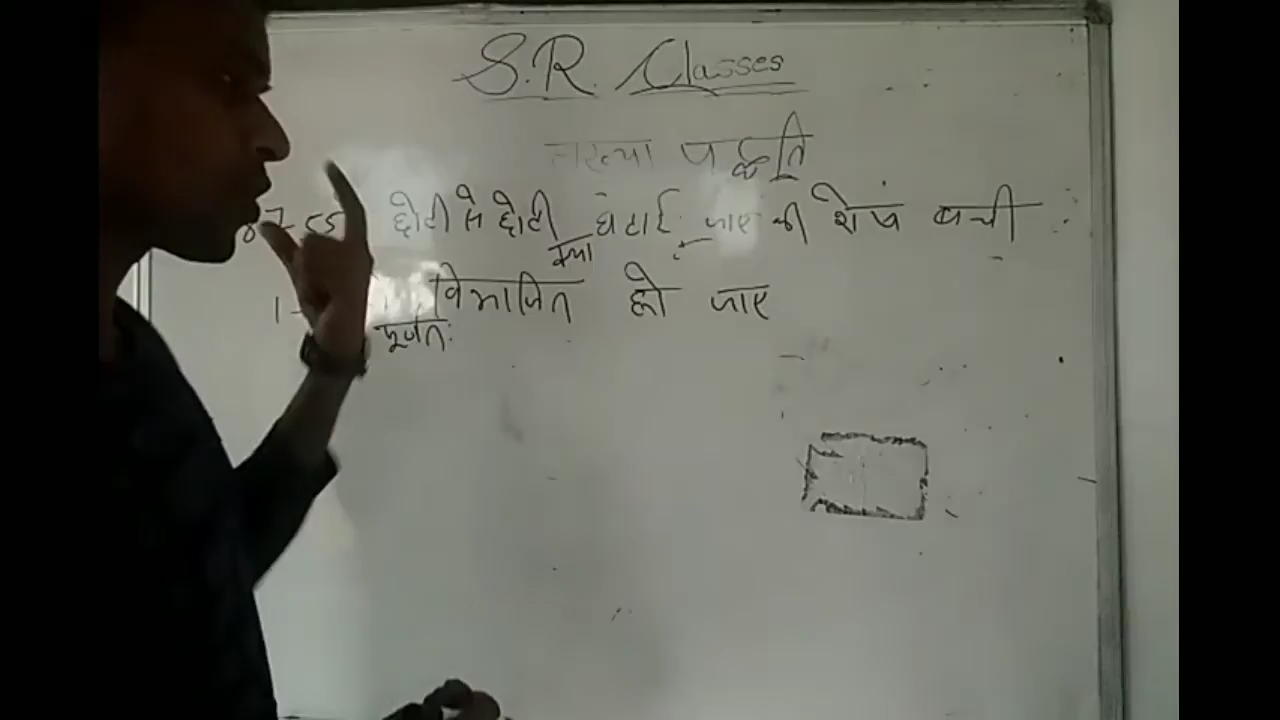 S.R. Classes
संख्या पद्धति
छोटी से छोटी क्या घटाई जाए की शेष बची
पूर्णतः विभाजित हो जाए